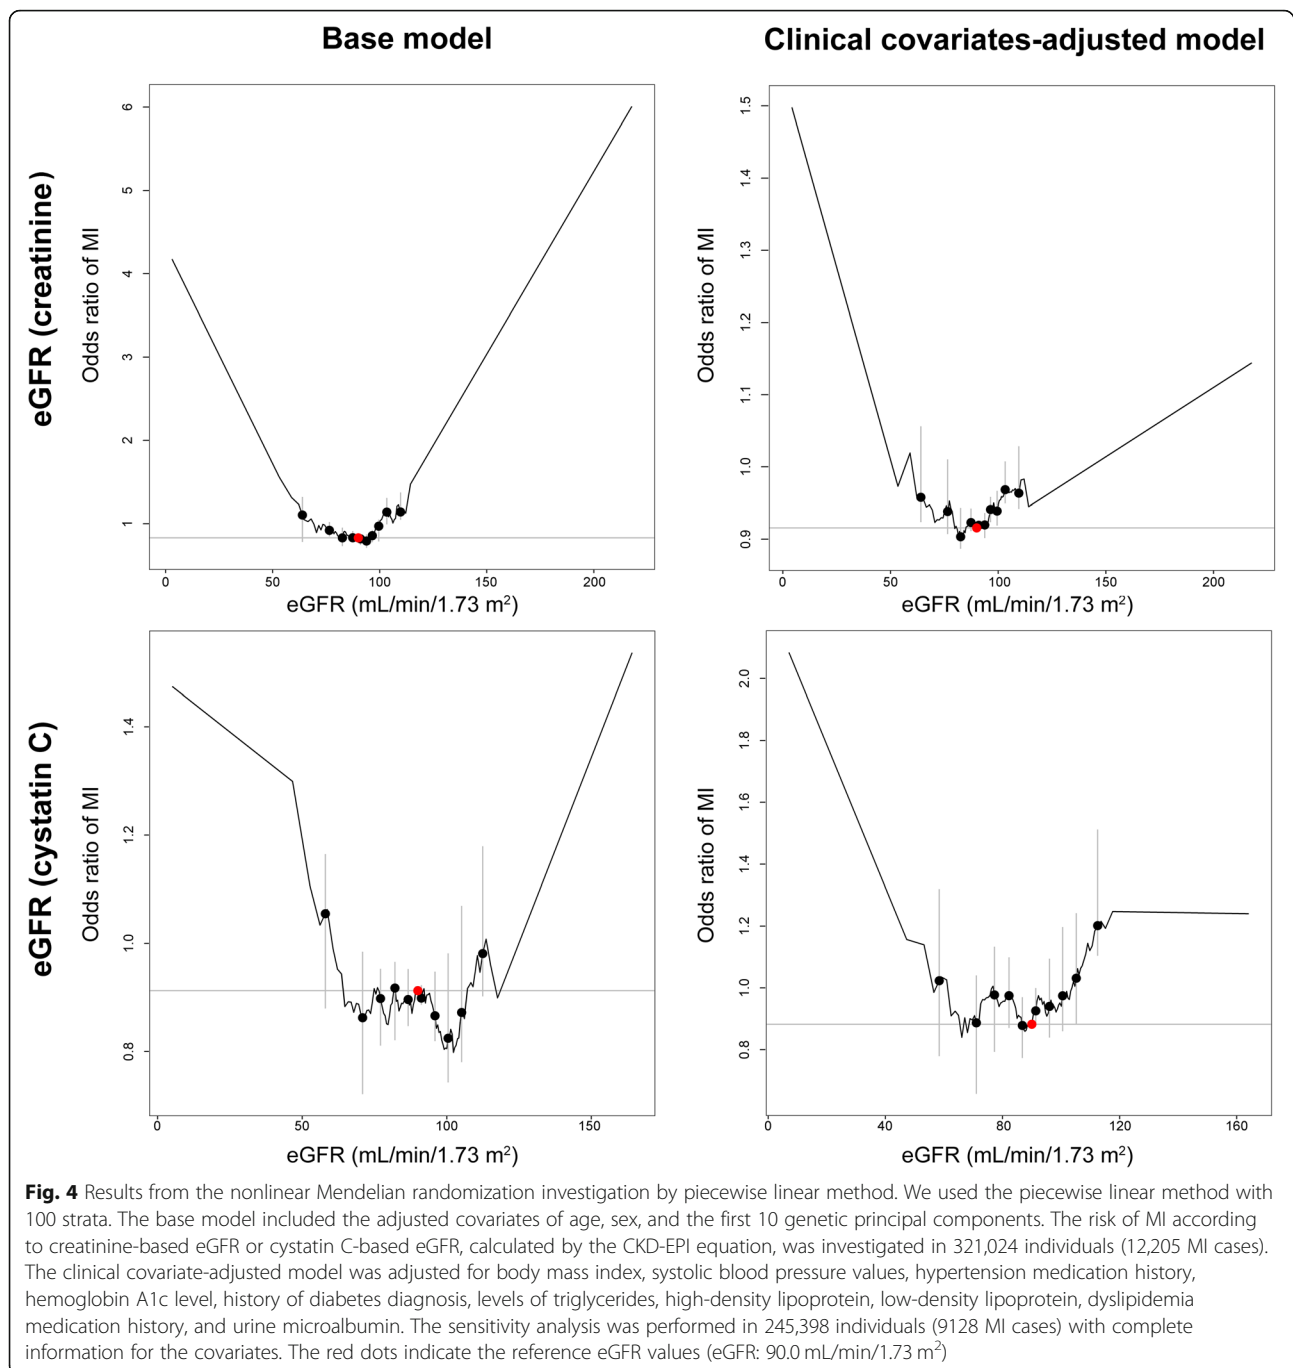 Base model
Clinical covariates-adjusted model
eGFR (creatinine)
Odds ratio of MI
6
5
4
3
2
1
0 50 100 150 200
eGFR (mL/min/1.73 m²)
Odds ratio of MI
1.5
1.4
1.3
1.2
1.1
1.0
0.9
0 50 100 150 200
eGFR (mL/min/1.73 m²)
eGFR (cystatin C)
Odds ratio of MI
1.4
1.2
1.0
0.8
0 50 100 150
eGFR (mL/min/1.73 m²)
Odds ratio of MI
2.0
1.8
1.6
1.4
1.2
1.0
0.8
0 40 80 120 160
eGFR (mL/min/1.73 m²)
Fig. 4 Results from the nonlinear Mendelian randomization investigation by piecewise linear method. We used the piecewise linear method with
100 strata. The base model included the adjusted covariates of age, sex, and the first 10 genetic principal components. The risk of MI according
to creatinine-based eGFR or cystatin C-based eGFR, calculated by the CKD-EPI equation, was investigated in 321,024 individuals (12,205 MI cases).
The clinical covariate-adjusted model was adjusted for body mass index, systolic blood pressure values, hypertension medication history,
hemoglobin A1c level, history of diabetes diagnosis, levels of triglycerides, high-density lipoprotein, low-density lipoprotein, dyslipidemia
medication history, and urine microalbumin. The sensitivity analysis was performed in 245,398 individuals (9128 MI cases) with complete
information for the covariates. The red dots indicate the reference eGFR values (eGFR: 90.0 mL/min/1.73 m²)